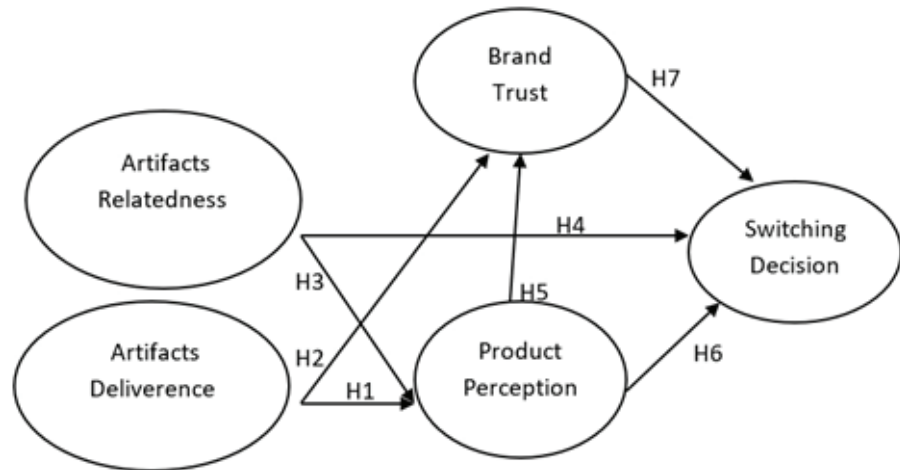 Brand
Trust
H7
Artifacts
Relatedness
Switching
Decision
H4
H3
H5
Artifacts
Deliverence
H2
H1
Product
Perception
H6